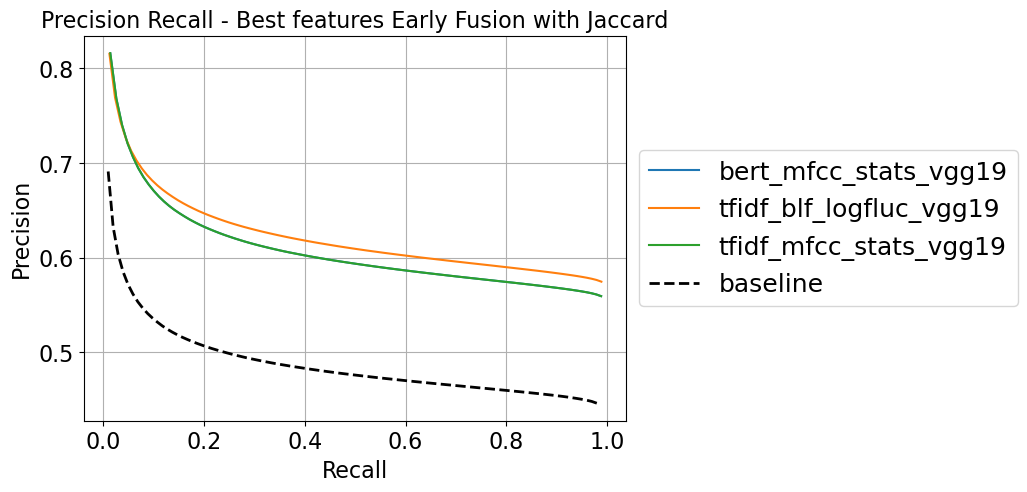 Precision Recall - Best features Early Fusion with Jaccard
Precision
0.8
0.7
0.6
0.5
0.0 0.2 0.4 0.6 0.8 1.0
Recall
bert_mfcc_stats_vgg19
tfidf_blf_logfluc_vgg19
tfidf_mfcc_stats_vgg19
baseline